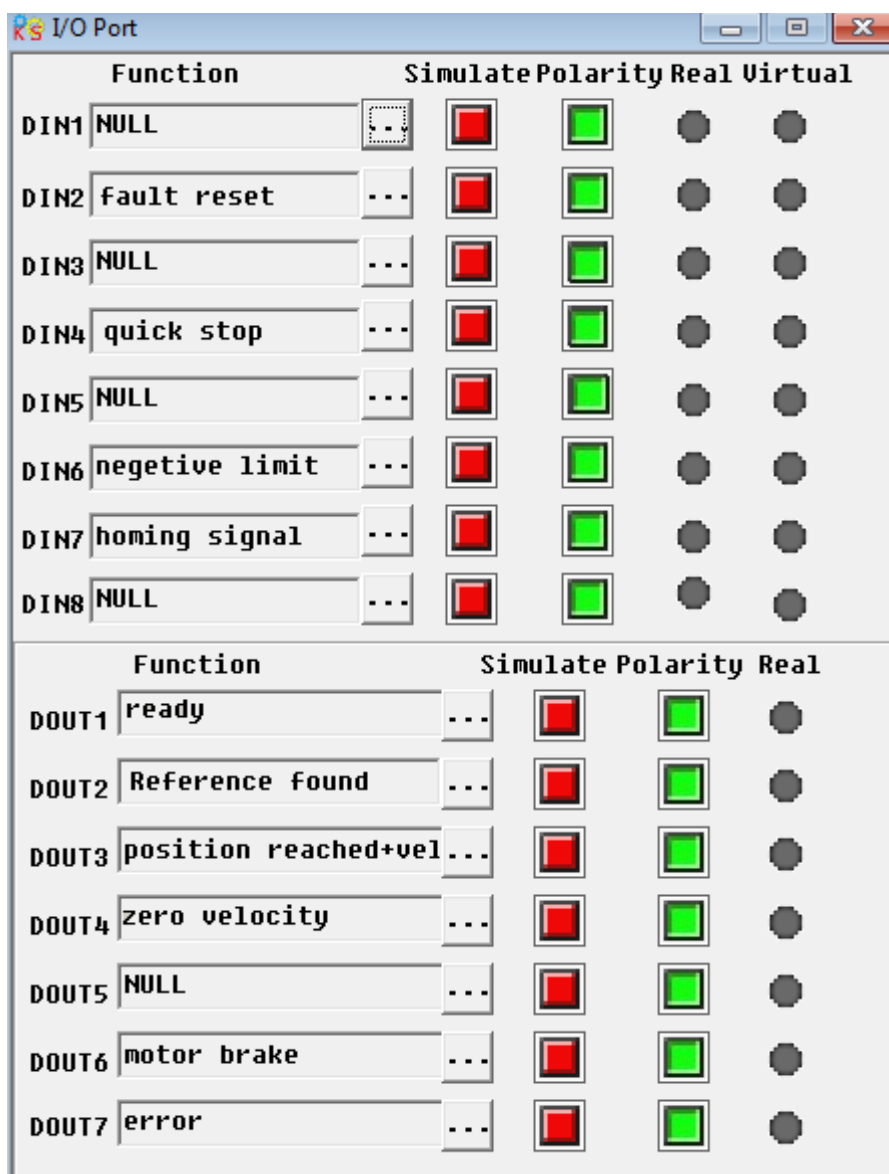 I/O Port
Function Simulate Polarity Real Virtual
DIN1 NULL ...
DIN2 fault reset ...
DIN3 NULL ...
DIN4 quick stop ...
DIN5 NULL ...
DIN6 negetive limit ...
DIN7 homing signal ...
DIN8 NULL ...
Function Simulate Polarity Real
DOUT1 ready ...
DOUT2 Reference found ...
DOUT3 position reached+vel ...
DOUT4 zero velocity ...
DOUT5 NULL ...
DOUT6 motor brake ...
DOUT7 error ...